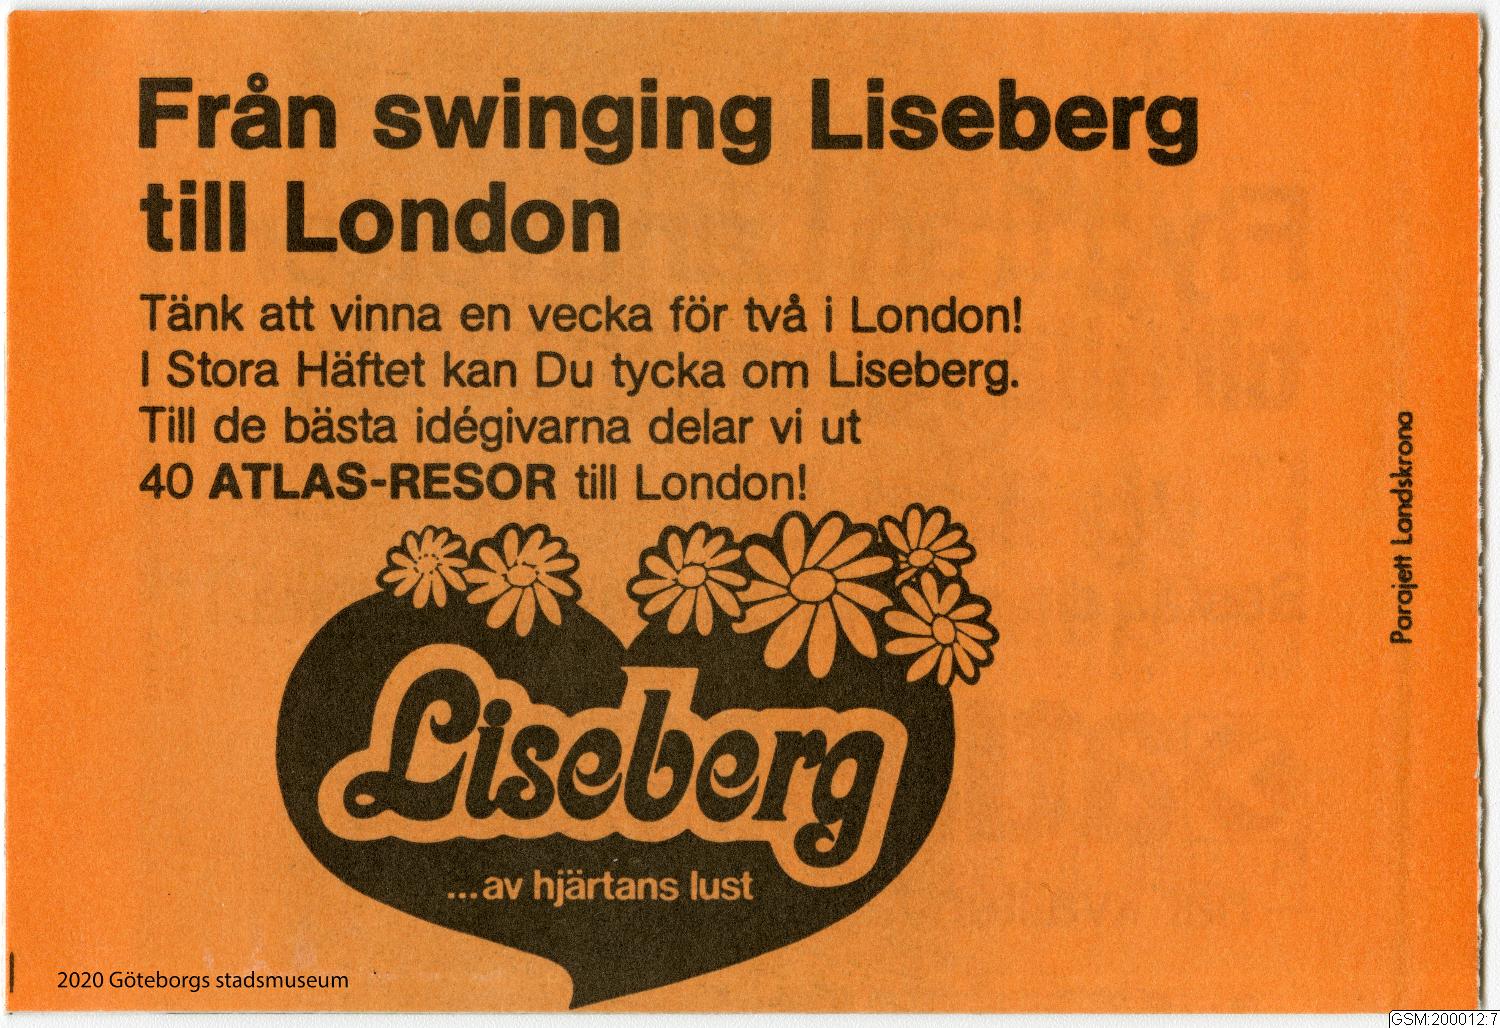 Från swinging Liseberg
till London
Tänk att vinna en vecka för två i London!
I Stora Häftet kan Du tycka om Liseberg.
Till de bästa idégivarna delar vi ut
40 ATLAS-RESOR till London!
Liseberg
...av hjärtans lust
Parajett Landskrona
2020 Göteborgs stadsmuseum
GSM:200012:7